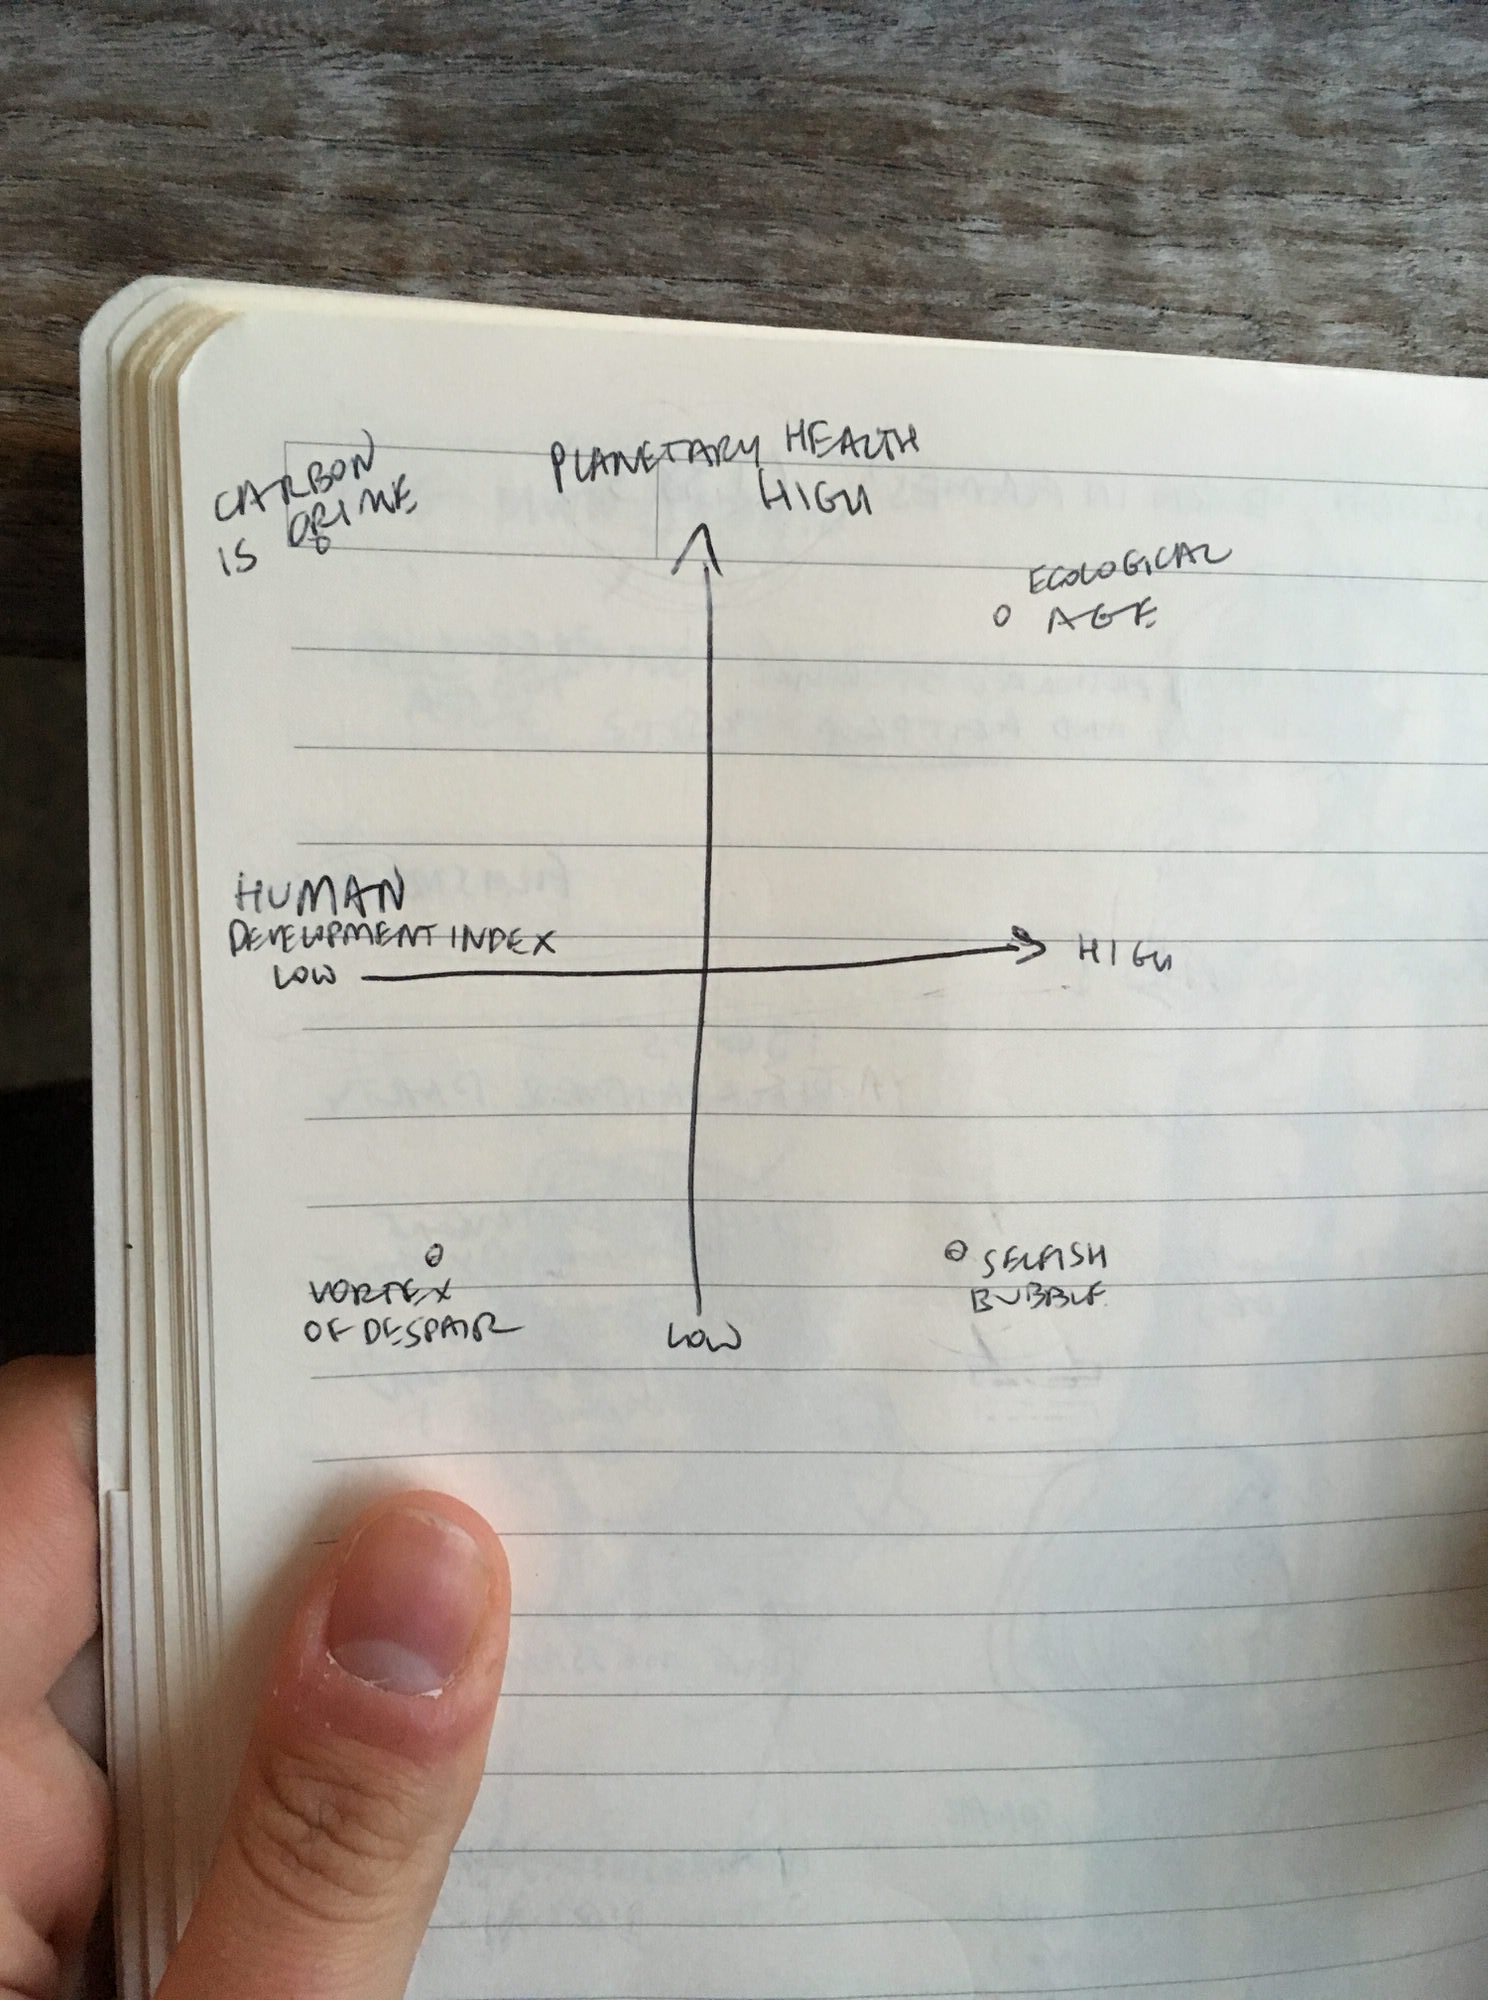 CARBON
IS CRIME
PLANETARY HEALTH
HIGH
ECOLOGICAL
AGE
HUMAN
DEVELOPMENT INDEX
LOW
HIGH
VORTEX
OF DESPAIR
LOW
SELFISH
BUBBLE